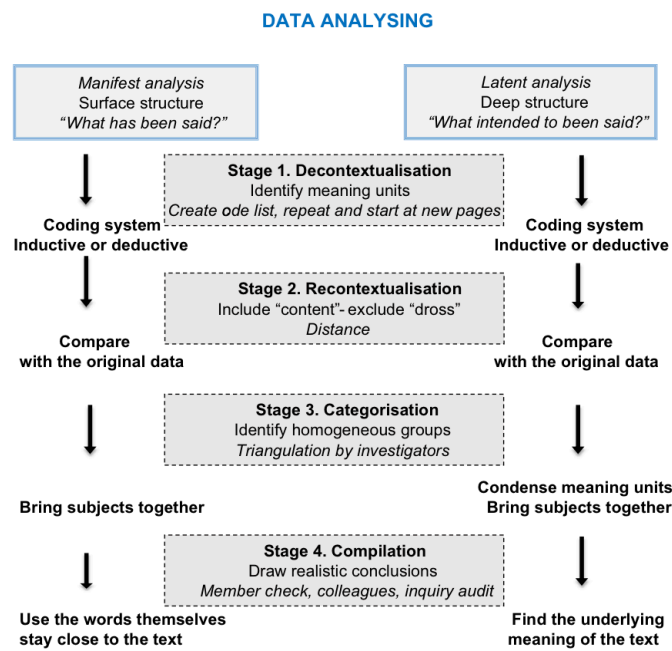 DATA ANALYSING
Manifest analysis
Surface structure
“What has been said?”
Latent analysis
Deep structure
“What intended to been said?”
Stage 1. Decontextualisation
Identify meaning units
Create ode list, repeat and start at new pages
Coding system
Inductive or deductive
Coding system
Inductive or deductive
Stage 2. Recontextualisation
Include “content”- exclude “dross”
Distance
Compare
with the original data
Compare
with the original data
Stage 3. Categorisation
Identify homogeneous groups
Triangulation by investigators
Bring subjects together
Condense meaning units
Bring subjects together
Stage 4. Compilation
Draw realistic conclusions
Member check, colleagues, inquiry audit
Use the words themselves
stay close to the text
Find the underlying
meaning of the text